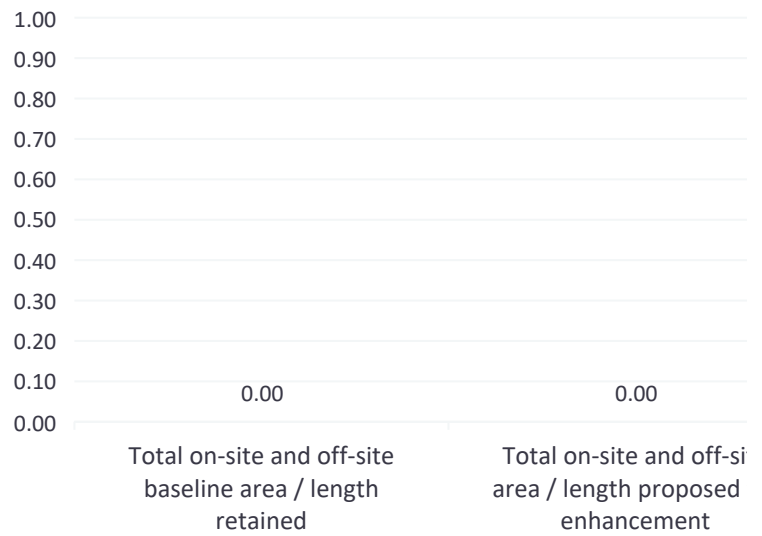 1.00
0.90
0.80
0.70
0.60
0.50
0.40
0.30
0.20
0.10
0.00
0.00 0.00
Total on-site and off-site
baseline area / length
retained
Total on-site and
area / length proposed
enhancement